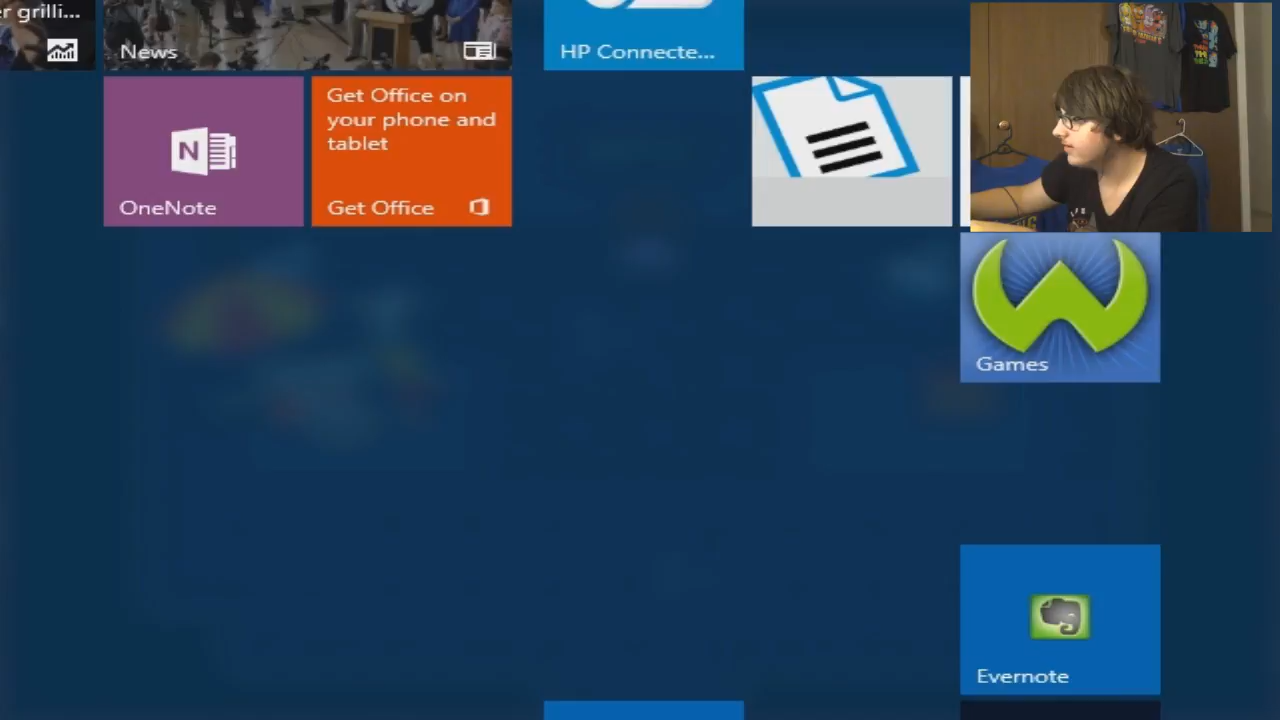 r grilli...
News
HP Connecte...
Get Office on
your phone and
tablet
N
OneNote
Get Office
Games
Evernote